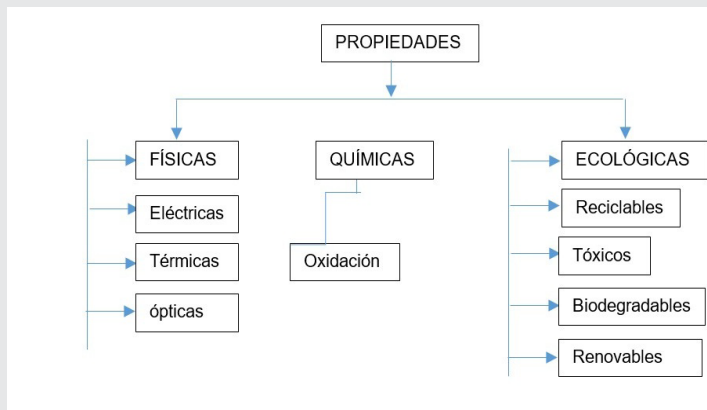 PROPIEDADES
FÍSICAS
QUÍMICAS
ECOLÓGICAS
Eléctricas
Reciclables
Térmicas
Oxidación
Tóxicos
ópticas
Biodegradables
Renovables